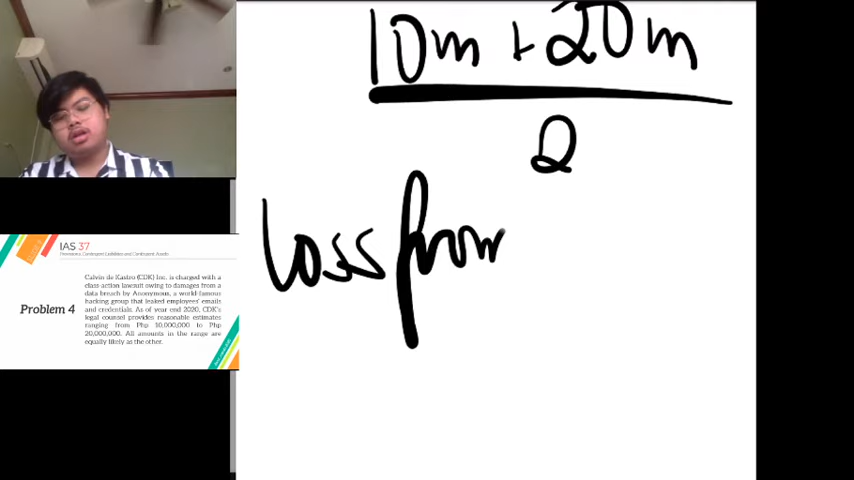 10m + 20m
2
loss from
IAS 37
Provisions, Contingent Liabilities and Contingent Assets
Problem 4
Calvin de Kastro (CDK) Inc. is charged with a
class-action lawsuit owing to damages from a
data breach by Anonymous, a world-famous
hacking group that leaked employees' emails
and credentials. As of year end 2020, CDK's
legal counsel provides reasonable estimates
ranging from Php 10,000,000 to Php
20,000,000. All amounts in the range are
equally likely as the other.